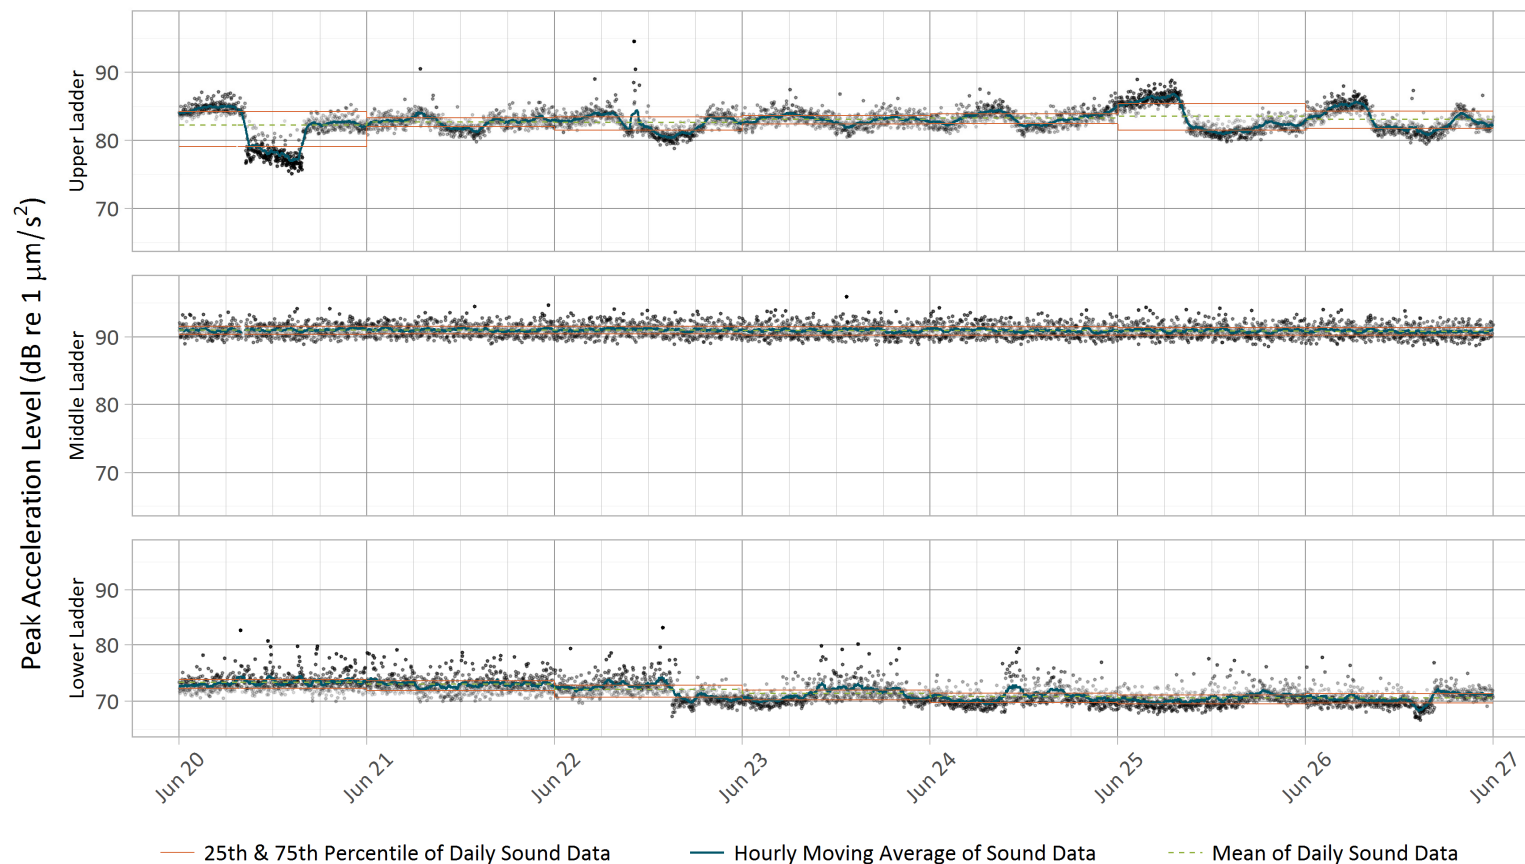 Peak Acceleration Level (dB re 1 μm/s²)
Upper Ladder
90
80
70
Middle Ladder
90
80
70
Lower Ladder
90
80
70
Jun 20
Jun 21
Jun 22
Jun 23
Jun 24
Jun 25
Jun 26
Jun 27
25th & 75th Percentile of Daily Sound Data
Hourly Moving Average of Sound Data
Mean of Daily Sound Data